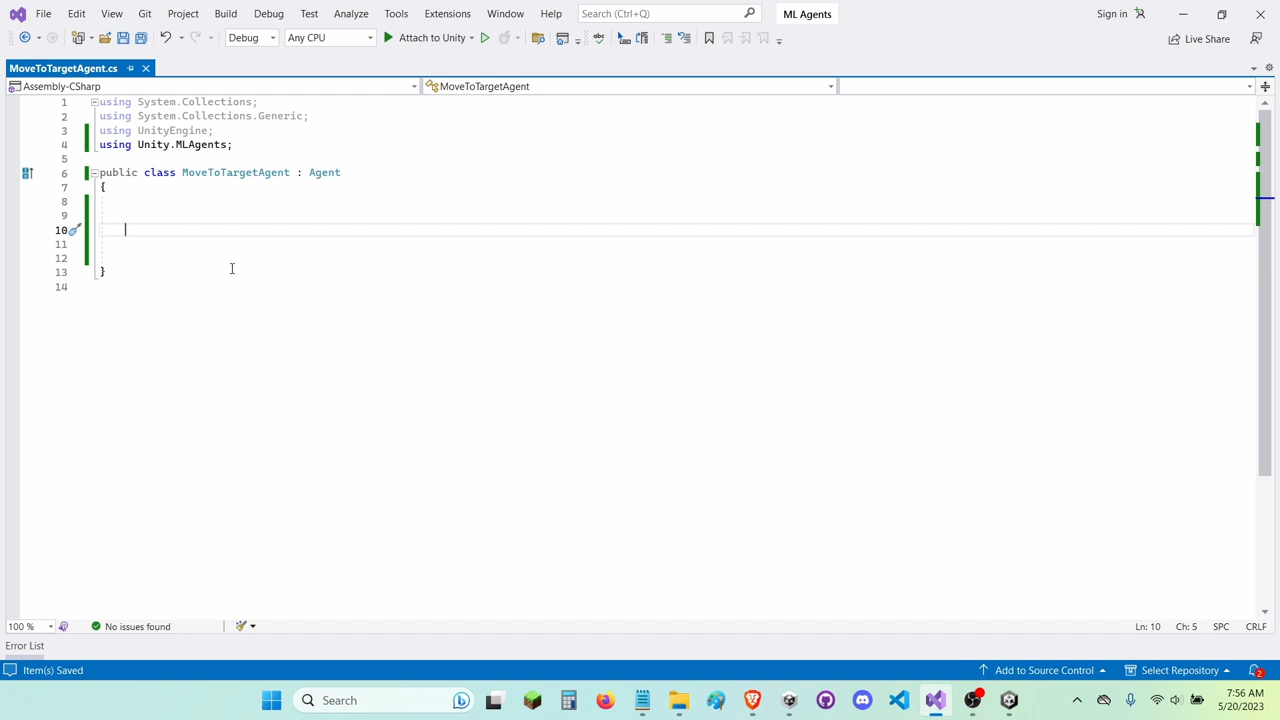 File Edit View Git Project Build Debug Test Analyze Tools Extensions Window Help Search (Ctrl+Q) ML Agents Sign in
Debug Any CPU Attach to Unity Live Share
MoveToTargetAgent.cs
Assembly-CSharp MoveToTargetAgent
1 using System.Collections;
2 using System.Collections.Generic;
3 using UnityEngine;
4 using Unity.MLAgents;
5
6 public class MoveToTargetAgent : Agent
7 {
8
9
10
11
12
13 }
14
100 % No issues found Ln: 10 Ch: 5 SPC CRLF
Error List
Item(s) Saved Add to Source Control Select Repository 2
Search 7:56 AM
5/20/2023